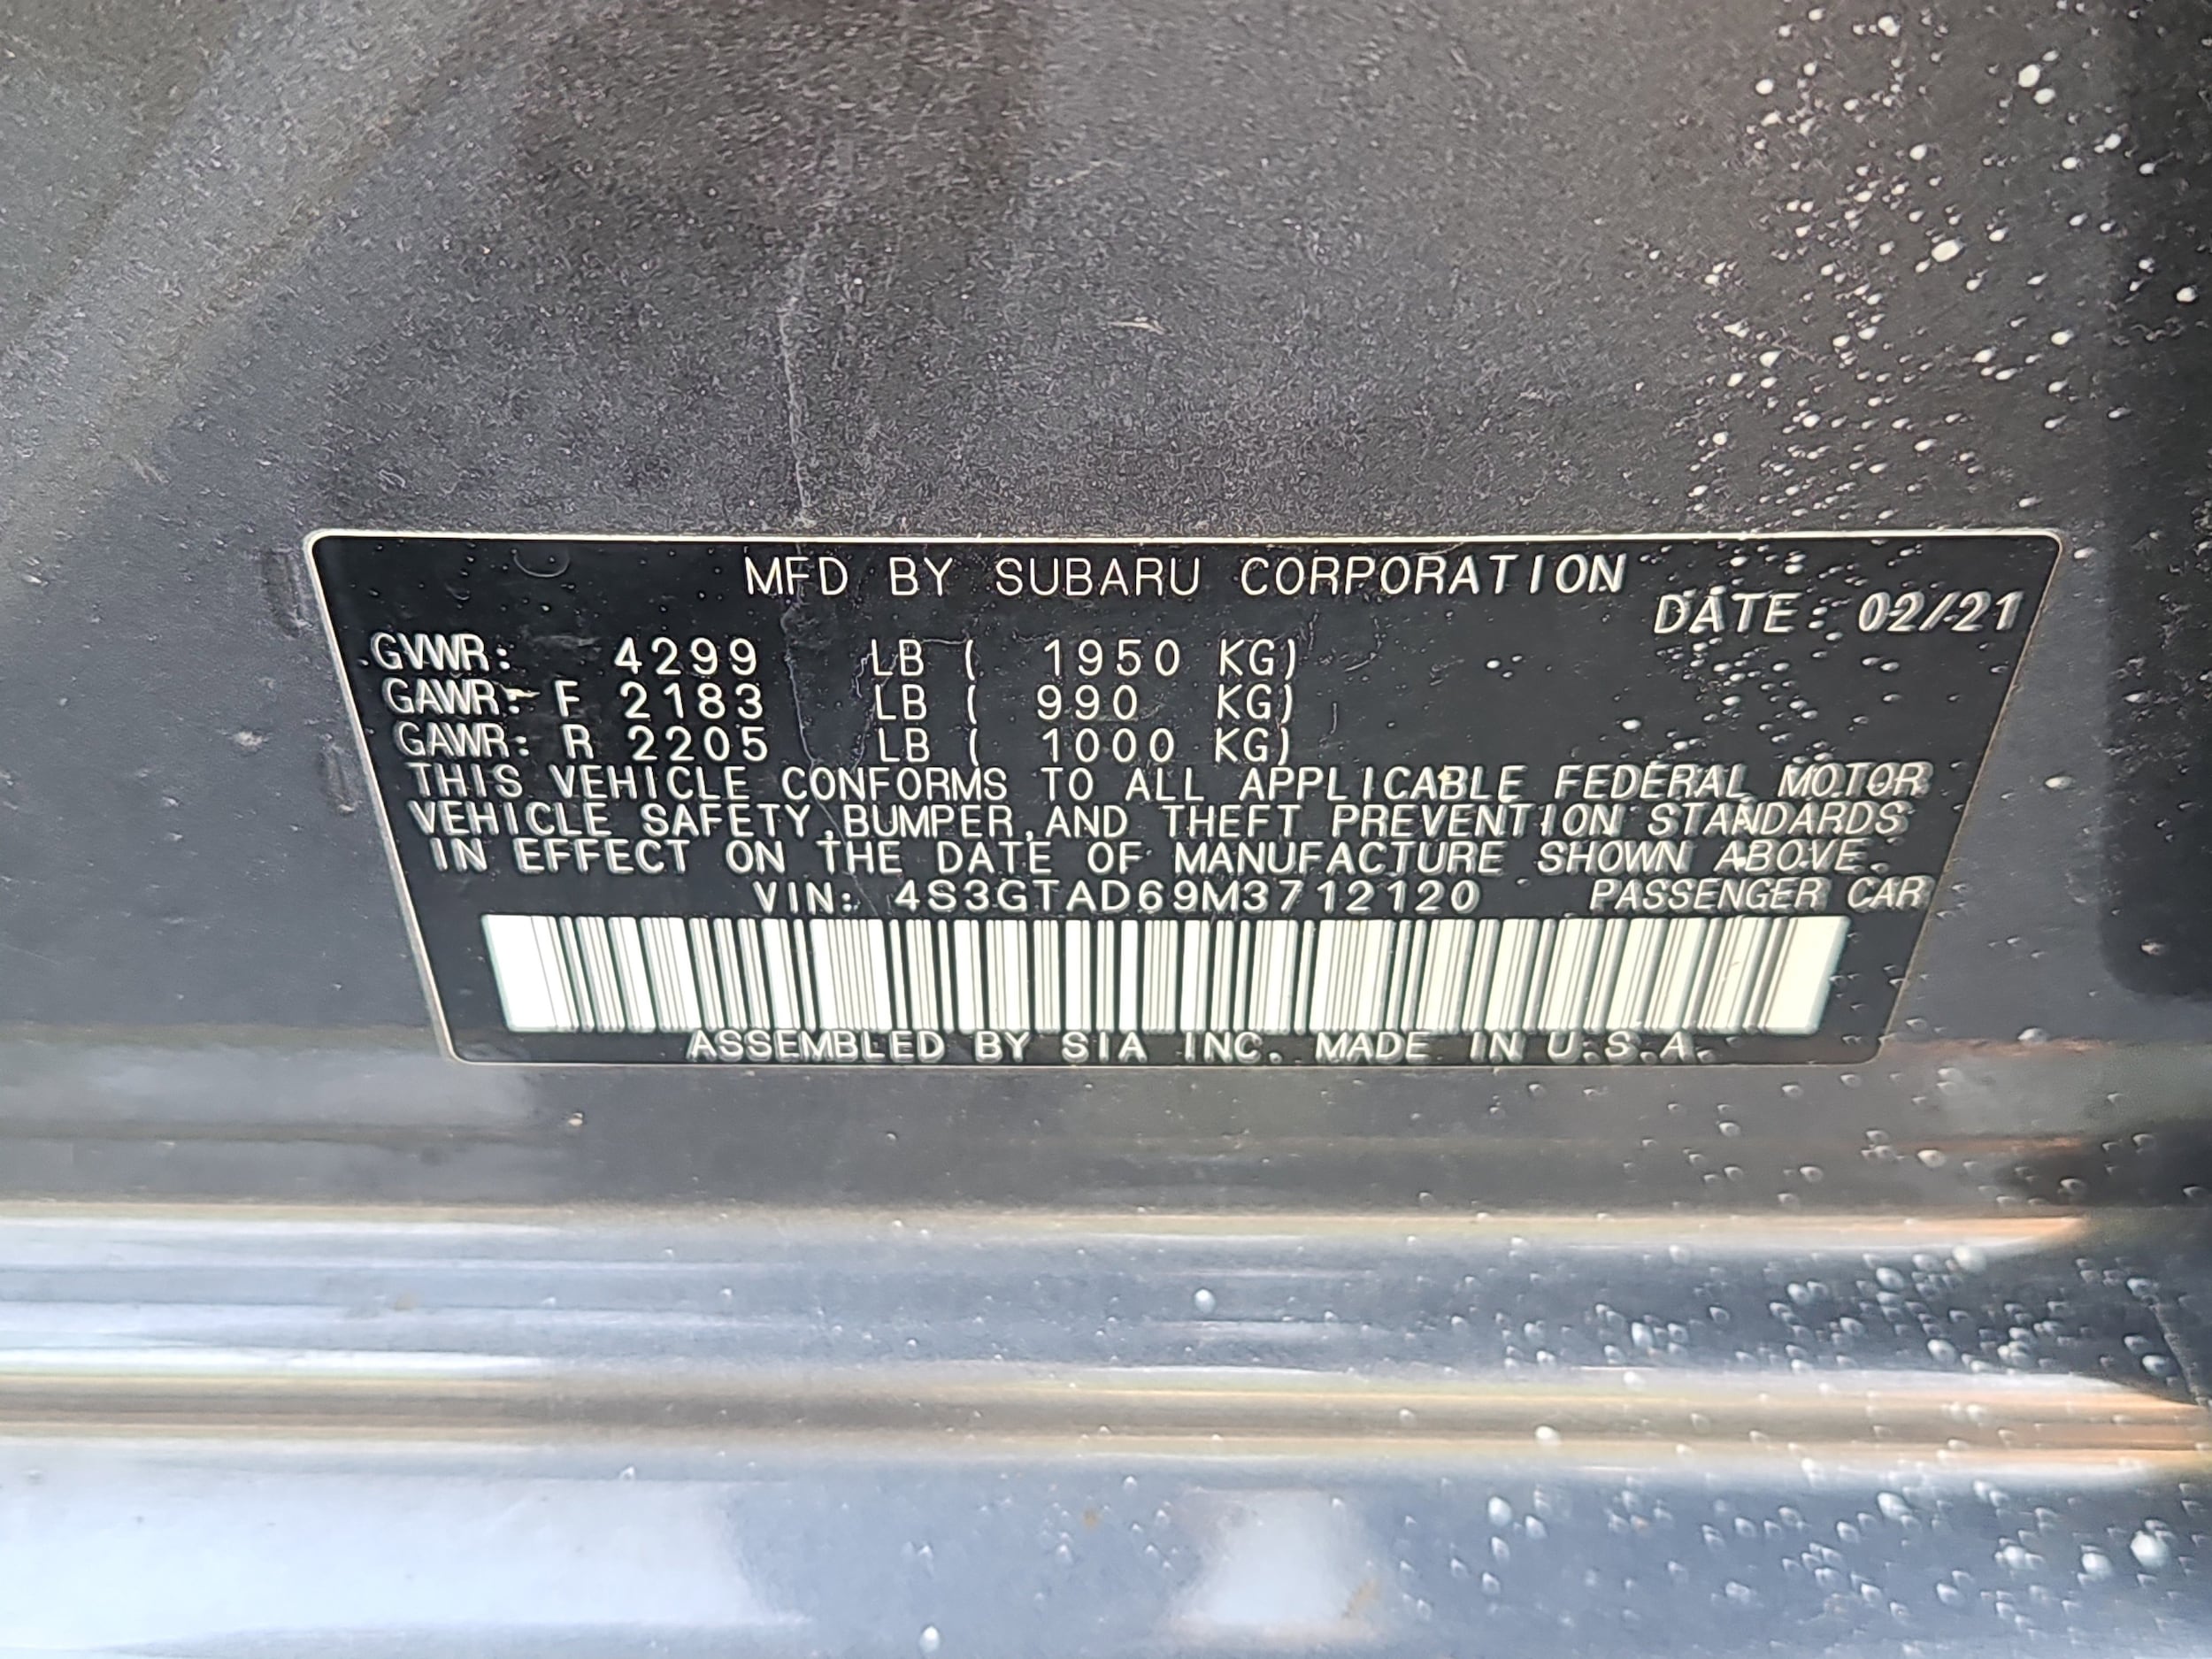 MFD BY SUBARU CORPORATION
DATE: 02/21
GVWR: 4299 LB ( 1950 KG)
GAWR: F 2183 LB ( 990 KG)
GAWR: R 2205 LB ( 1000 KG)
THIS VEHICLE CONFORMS TO ALL APPLICABLE FEDERAL MOTOR
VEHICLE SAFETY,BUMPER,AND THEFT PREVENTION STANDARDS
IN EFFECT ON THE DATE OF MANUFACTURE SHOWN ABOVE.
VIN: 4S3GTAD69M3712120 PASSENGER CAR
ASSEMBLED BY SIA INC. MADE IN U.S.A.